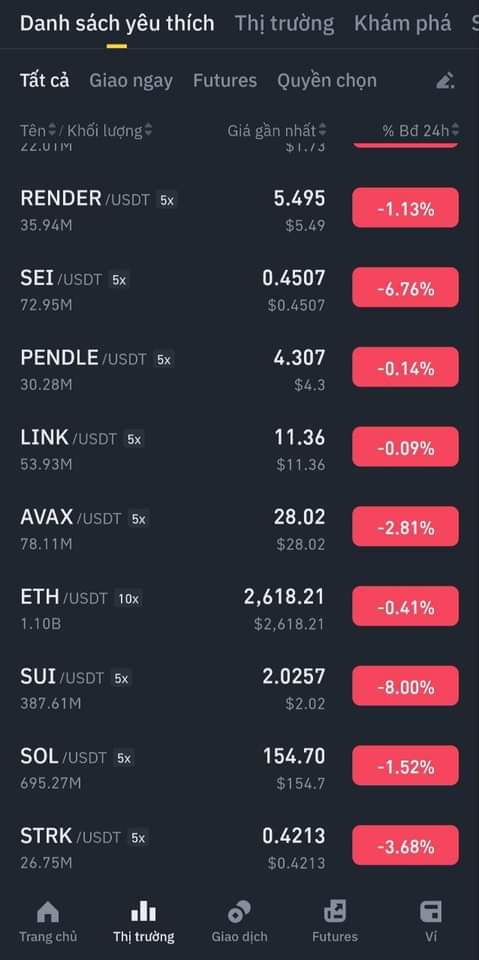 Danh sách yêu thích Thị trường Khám phá S
Tất cả Giao ngay Futures Quyền chọn
Tên / Khối lượng Giá gần nhất % Bđ 24h
22.01M $1.73
RENDER /USDT 5x 5.495 -1.13%
35.94M $5.49
SEI /USDT 5x 0.4507 -6.76%
72.95M $0.4507
PENDLE /USDT 5x 4.307 -0.14%
30.28M $4.3
LINK /USDT 5x 11.36 -0.09%
53.93M $11.36
AVAX /USDT 5x 28.02 -2.81%
78.11M $28.02
ETH /USDT 10x 2,618.21 -0.41%
1.10B $2,618.21
SUI /USDT 5x 2.0257 -8.00%
387.61M $2.02
SOL /USDT 5x 154.70 -1.52%
695.27M $154.7
STRK /USDT 5x 0.4213 -3.68%
26.75M $0.4213
Trang chủ Thị trường Giao dịch Futures Ví